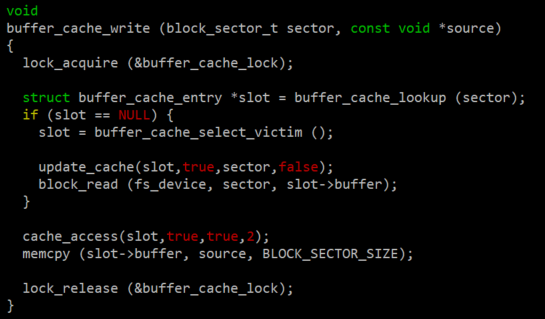 void
buffer_cache_write (block_sector_t sector, const void *source)
{
  lock_acquire (&buffer_cache_lock);

  struct buffer_cache_entry *slot = buffer_cache_lookup (sector);
  if (slot == NULL) {
    slot = buffer_cache_select_victim ();

    update_cache(slot,true,sector,false);
    block_read (fs_device, sector, slot->buffer);
  }

  cache_access(slot,true,true,2);
  memcpy (slot->buffer, source, BLOCK_SECTOR_SIZE);

  lock_release (&buffer_cache_lock);
}